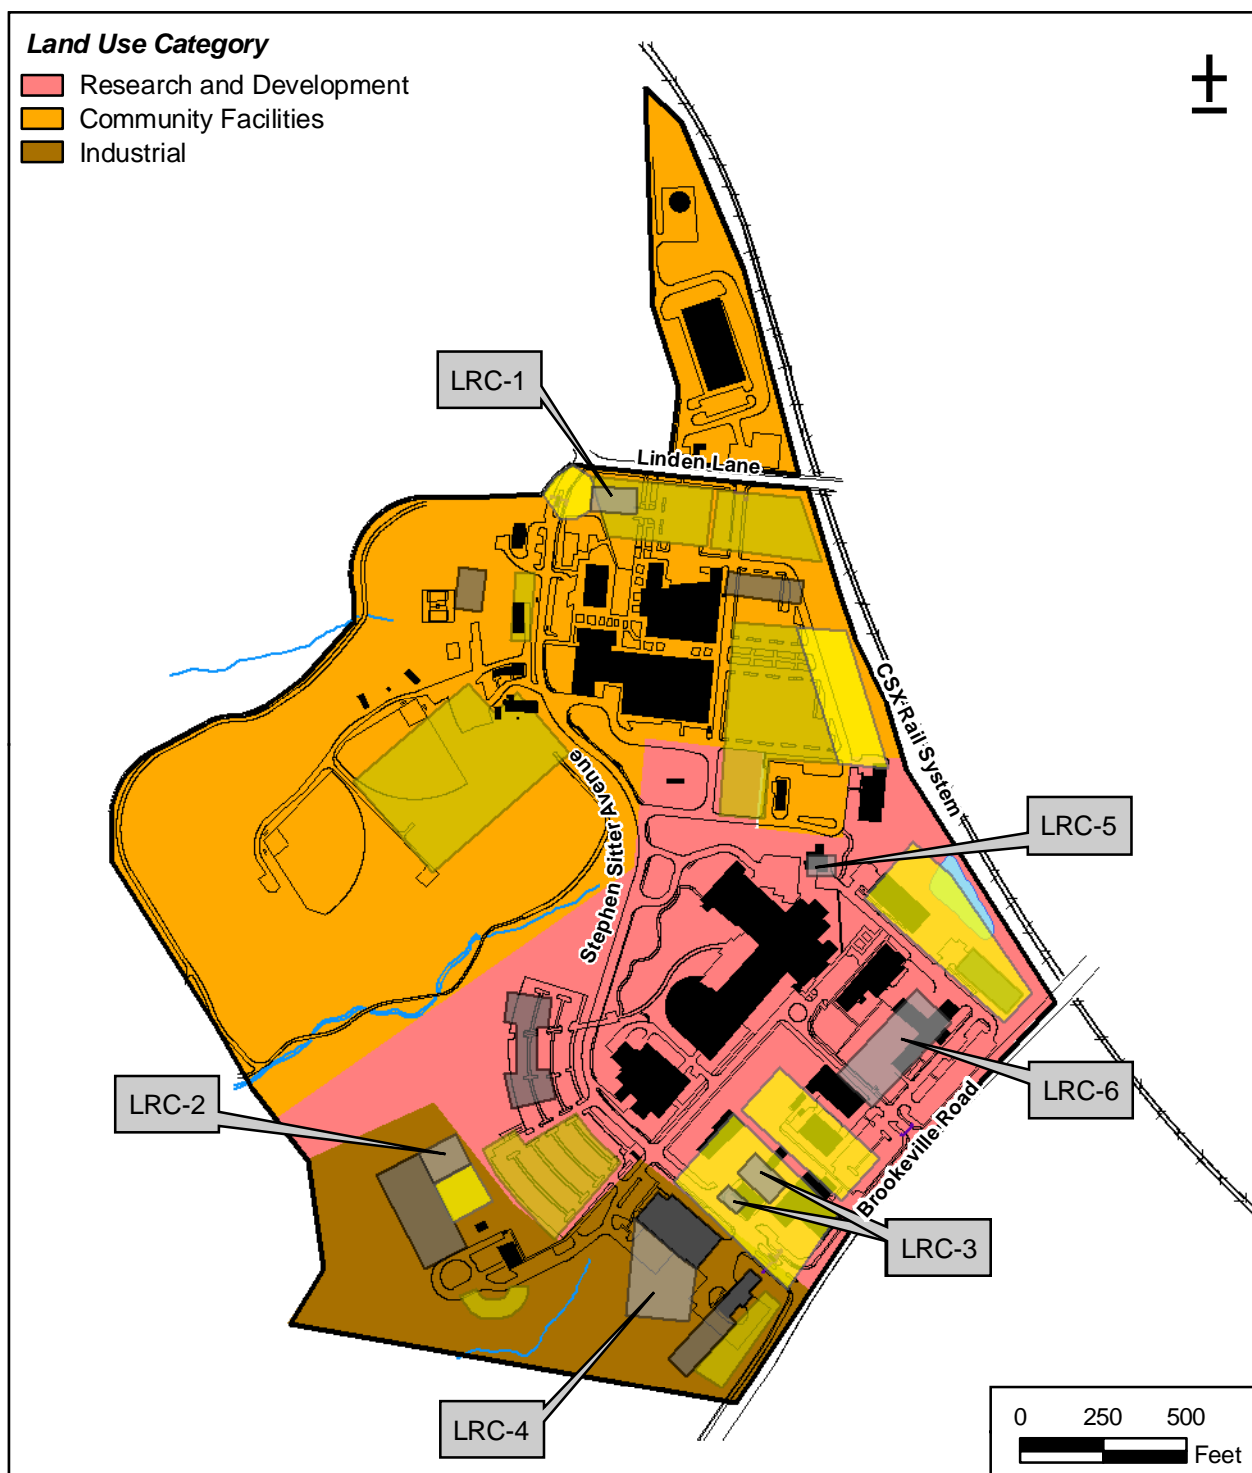 Land Use Category
Research and Development
Community Facilities
Industrial
LRC-1
Linden Lane
CSX Rail System
Stephen Sitter Avenue
LRC-5
LRC-2
LRC-6
Brookeville Road
LRC-3
LRC-4
0 250 500
Feet